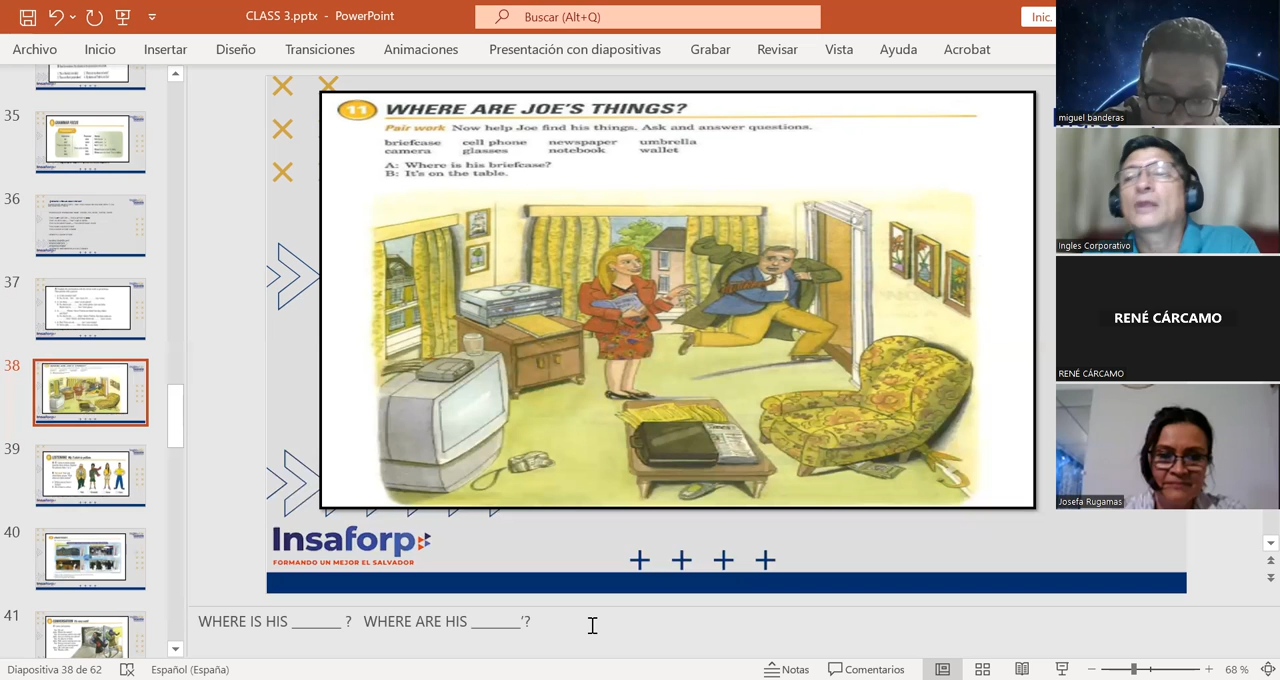 CLASS 3.pptx - PowerPoint
Buscar (Alt+Q)
Inic.
Archivo Inicio Insertar Diseño Transiciones Animaciones Presentación con diapositivas Grabar Revisar Vista Ayuda Acrobat
35
36
37
38
39
40
41
11 WHERE ARE JOE'S THINGS?
Pair work Now help Joe find his things. Ask and answer questions.
briefcase cell phone newspaper umbrella
camera glasses notebook wallet
A: Where is his briefcase?
B: It's on the table.
Insaforp
FORMANDO UN MEJOR EL SALVADOR
miguel banderas
Ingles Corporativo
RENÉ CÁRCAMO
RENÉ CÁRCAMO
Josefa Rugamas
WHERE IS HIS _______ ? WHERE ARE HIS _______'?
Diapositiva 38 de 62 Español (España) Notas Comentarios 68 %